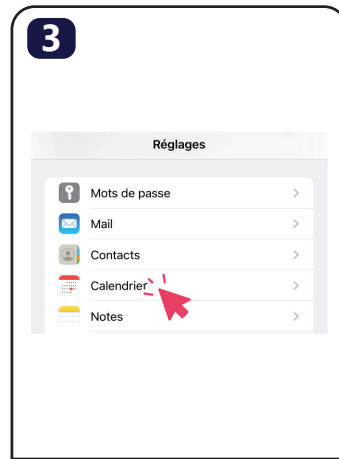 3
Réglages
Mots de passe
Mail
Contacts
Calendrier
Notes